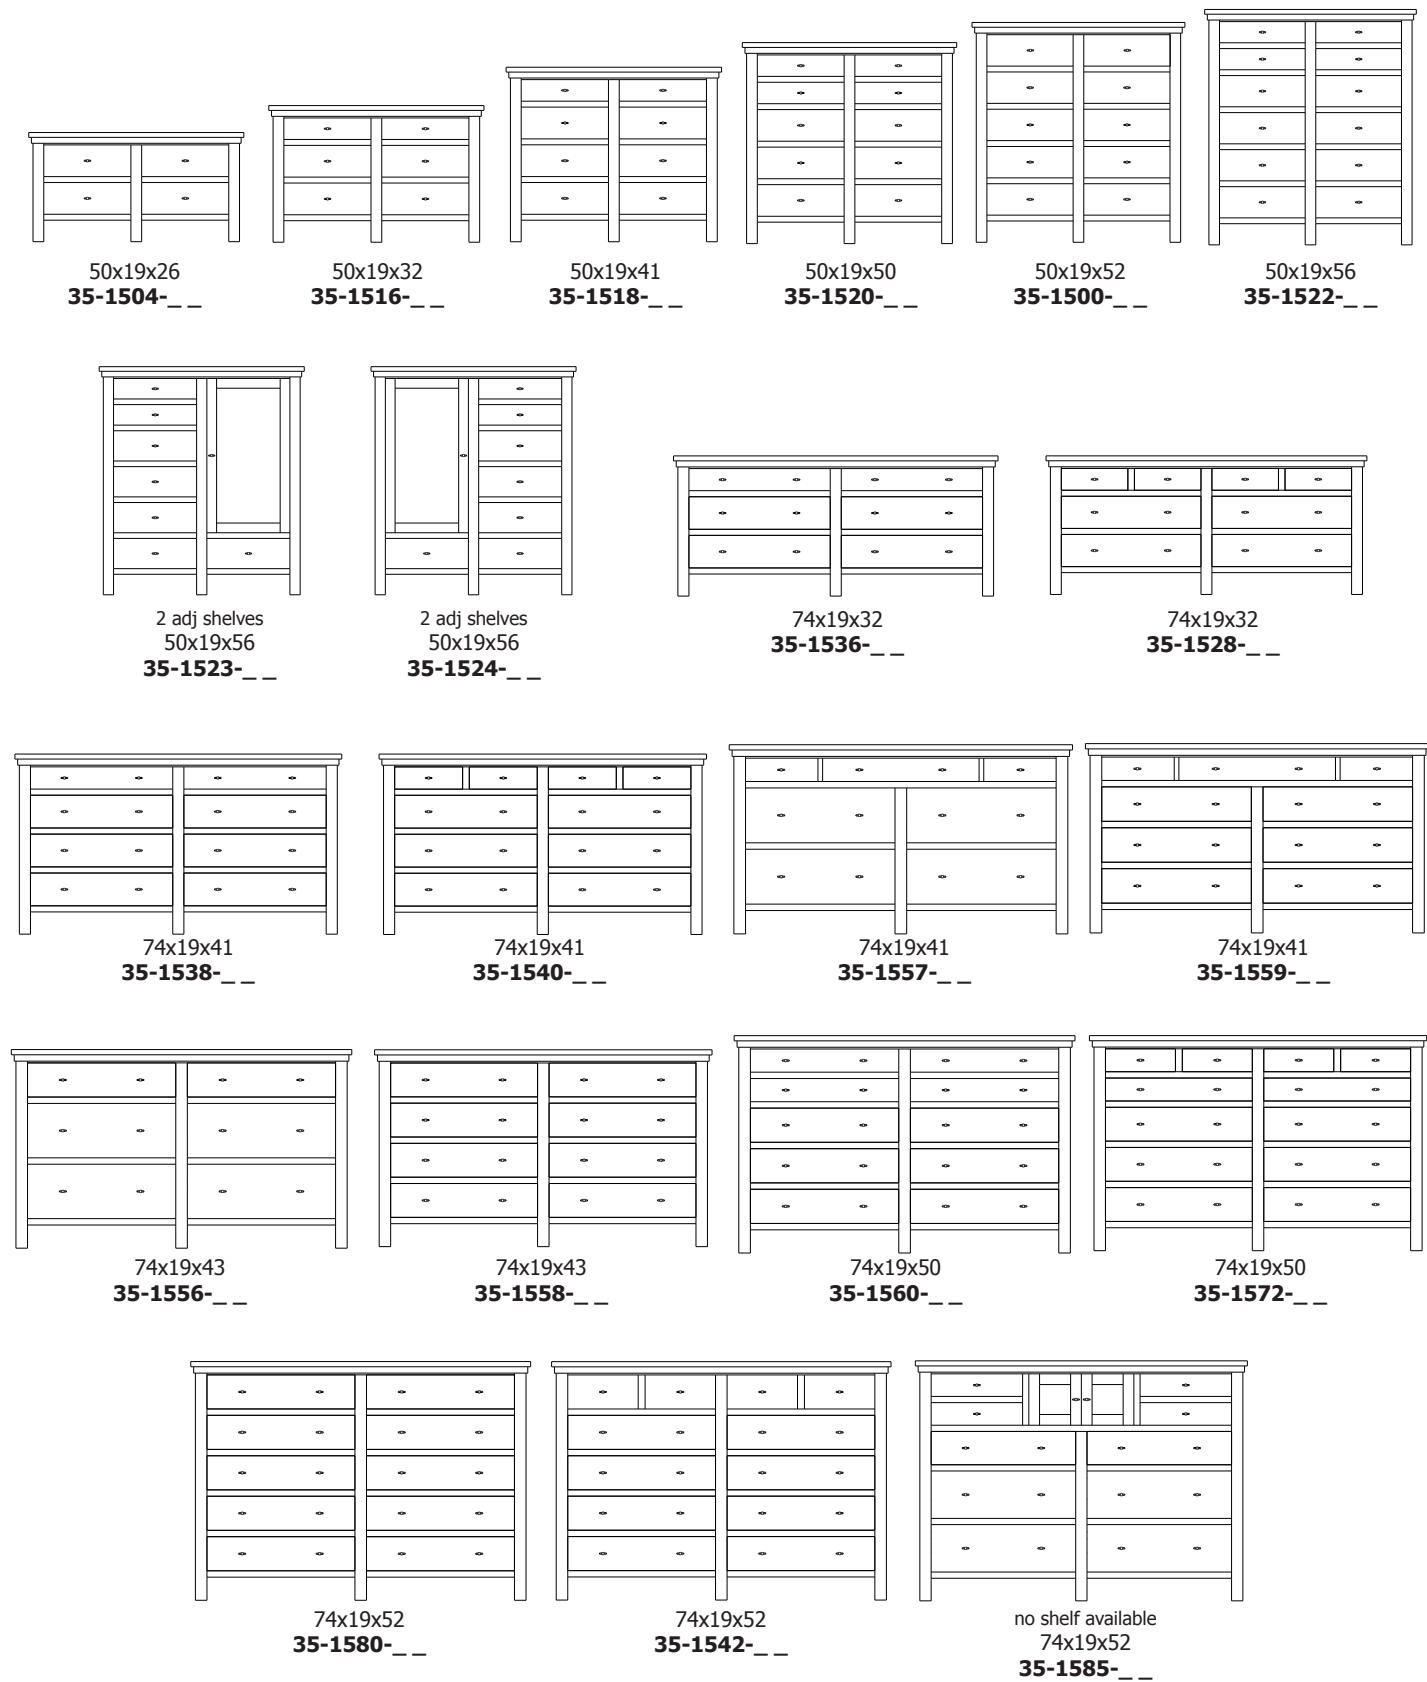 50x19x26
35-1504-_ _
50x19x32
35-1516-_ _
50x19x41
35-1518-_ _
50x19x50
35-1520-_ _
50x19x52
35-1500-_ _
50x19x56
35-1522-_ _
2 adj shelves
50x19x56
35-1523-_ _
2 adj shelves
50x19x56
35-1524-_ _
74x19x32
35-1536-_ _
74x19x32
35-1528-_ _
74x19x41
35-1538-_ _
74x19x41
35-1540-_ _
74x19x41
35-1557-_ _
74x19x41
35-1559-_ _
74x19x43
35-1556-_ _
74x19x43
35-1558-_ _
74x19x50
35-1560-_ _
74x19x50
35-1572-_ _
74x19x52
35-1580-_ _
74x19x52
35-1542-_ _
no shelf available
74x19x52
35-1585-_ _